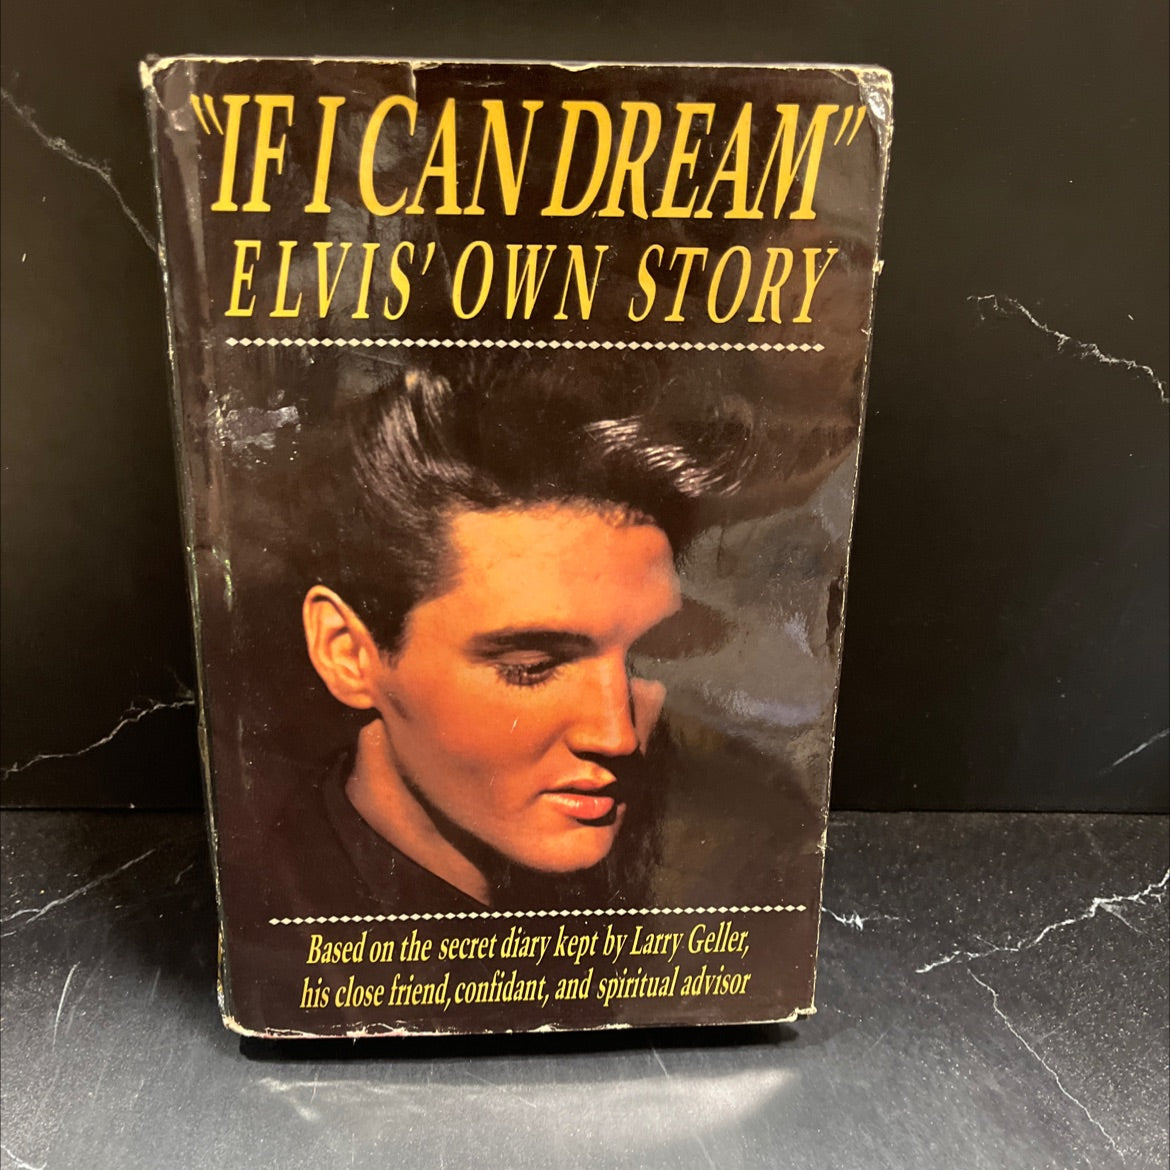 "IF I CAN DREAM"
ELVIS' OWN STORY
Based on the secret diary kept by Larry Geller,
his close friend, confidant, and spiritual advisor